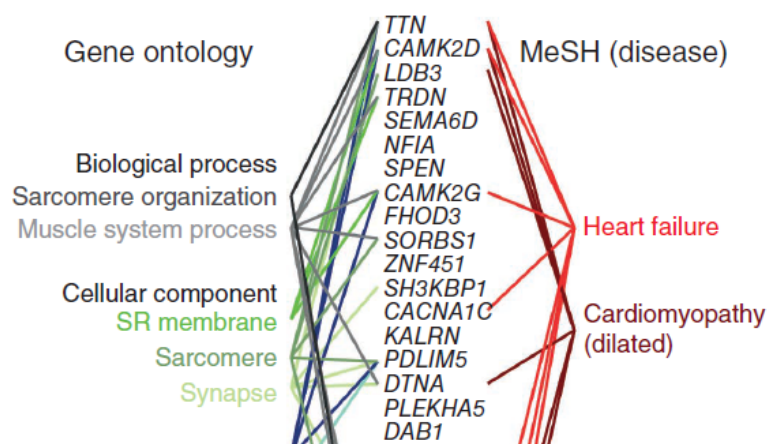 Gene ontology
Biological process
Sarcomere organization
Muscle system process
Cellular component
SR membrane
Sarcomere
Synapse
TTN
CAMK2D
LDB3
TRDN
SEMA6D
NFIA
SPEN
CAMK2G
FHOD3
SORBS1
ZNF451
SH3KBP1
CACNA1C
KALRN
PDLIM5
DTNA
PLEKHA5
DAB1
MeSH (disease)
Heart failure
Cardiomyopathy
(dilated)